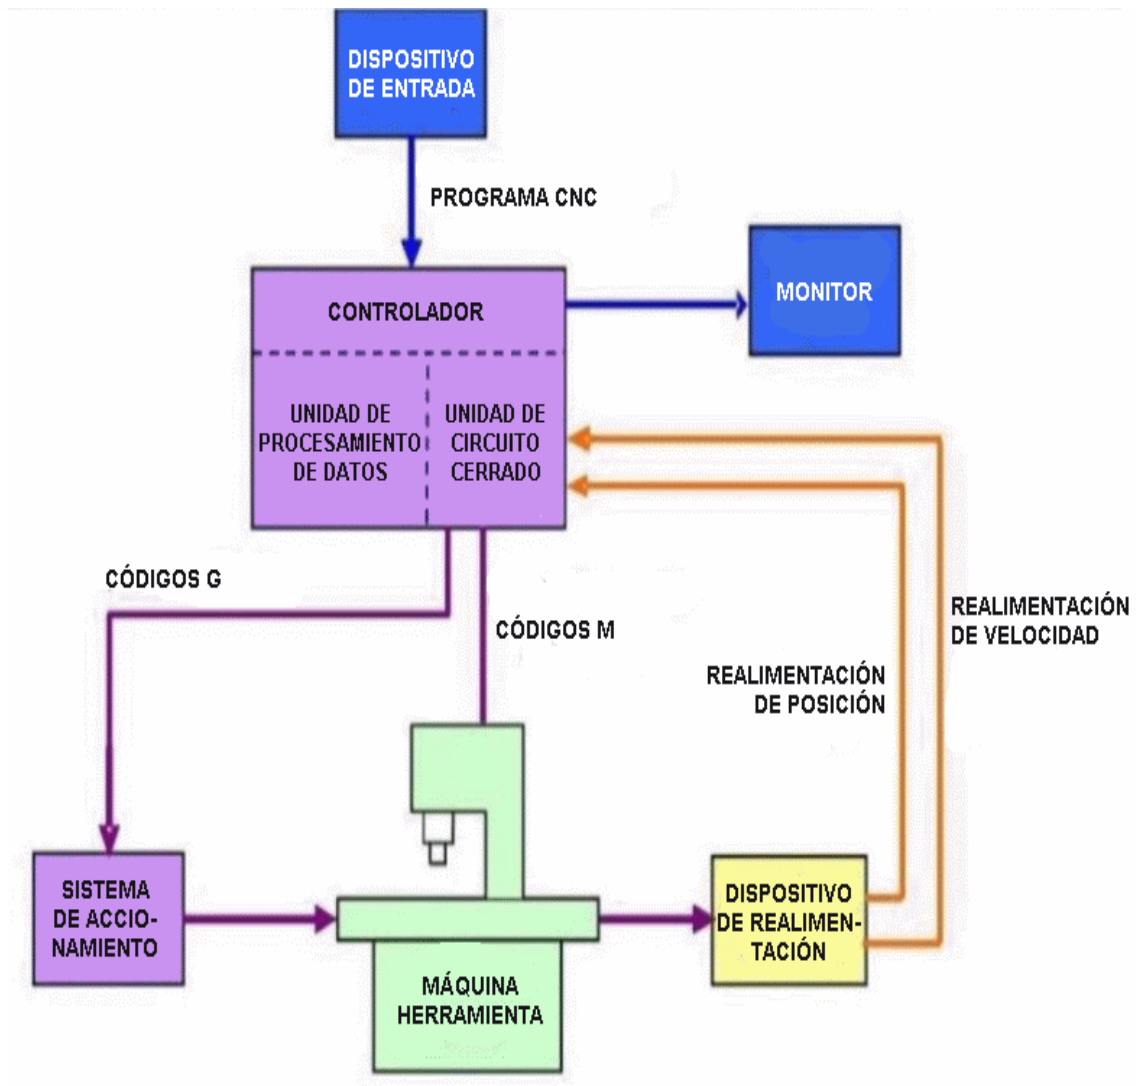 DISPOSITIVO
DE ENTRADA
PROGRAMA CNC
MONITOR
CONTROLADOR
UNIDAD DE
PROCESAMIENTO
DE DATOS
UNIDAD DE
CIRCUITO
CERRADO
CÓDIGOS G
CÓDIGOS M
REALIMENTACIÓN
DE VELOCIDAD
REALIMENTACIÓN
DE POSICIÓN
SISTEMA
DE ACCIO-
NAMIENTO
MÁQUINA
HERRAMIENTA
DISPOSITIVO
DE REALIMEN-
TACIÓN